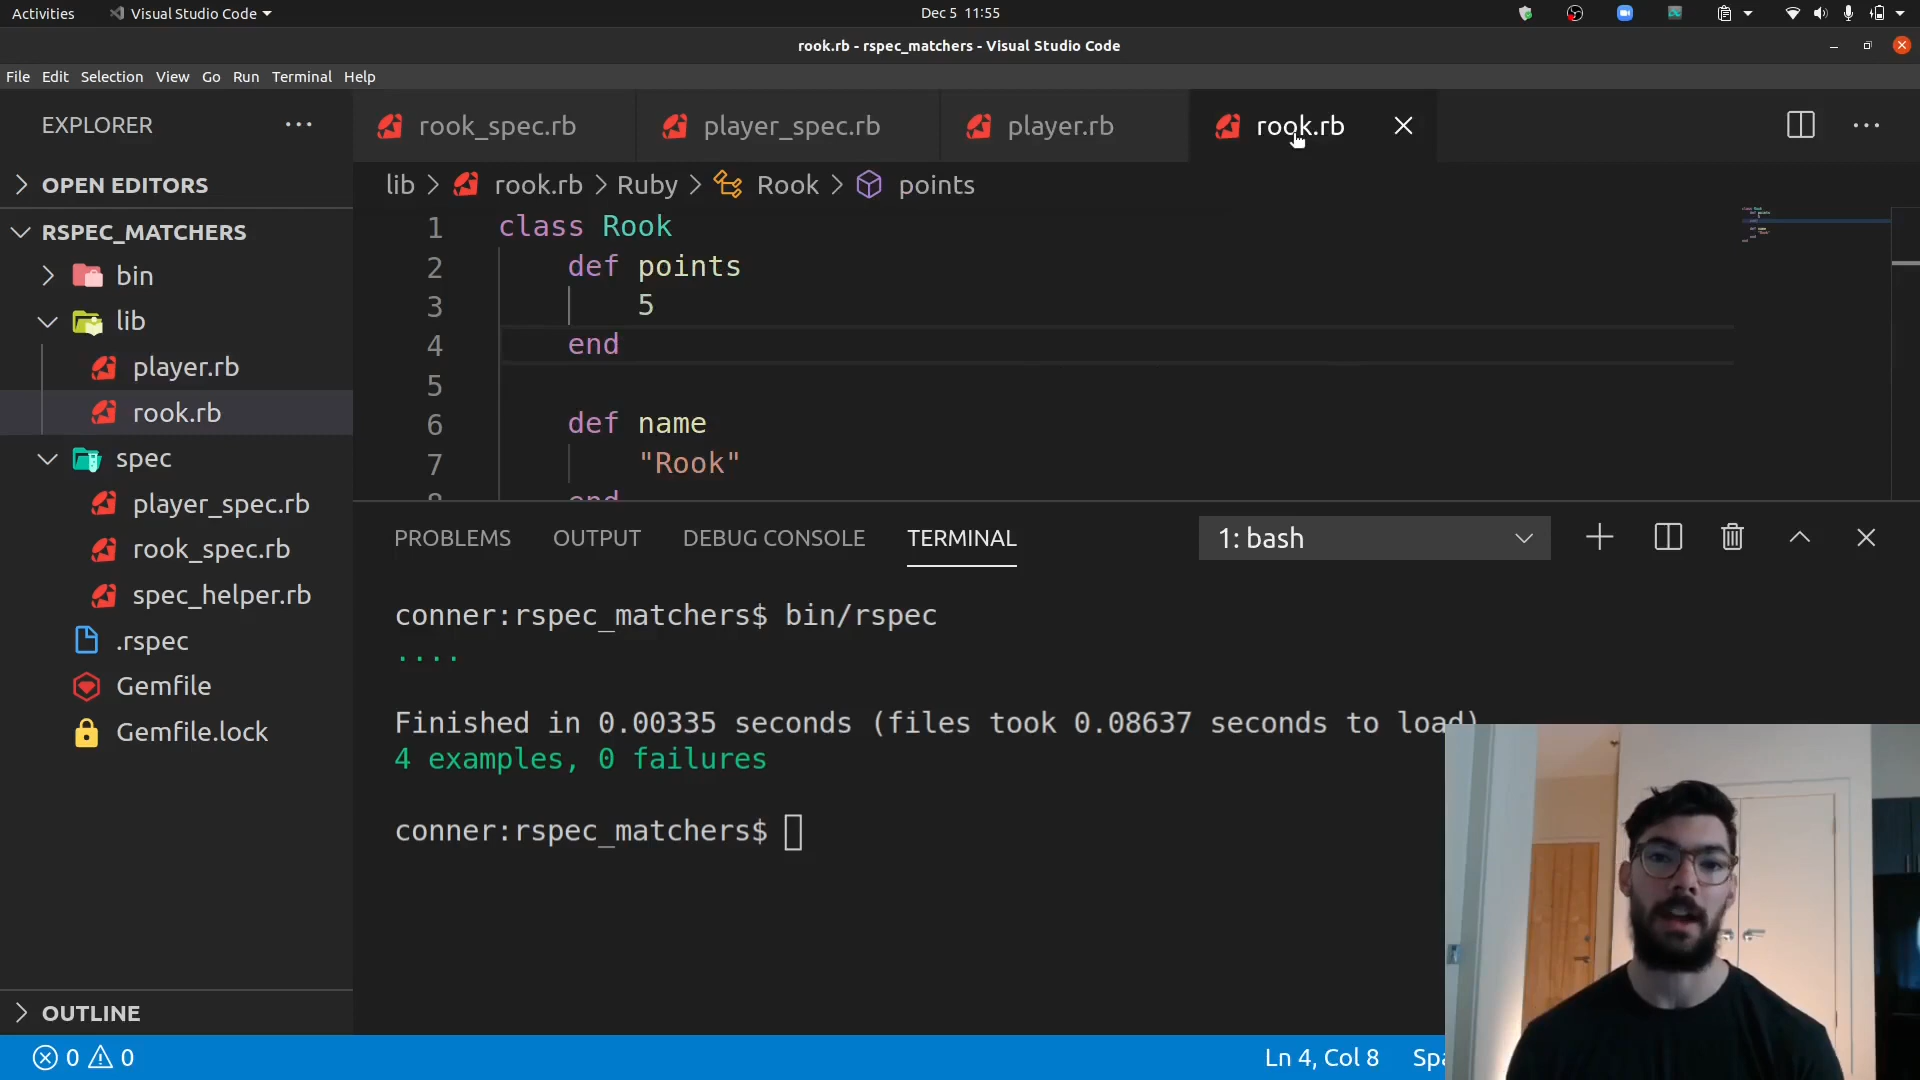 Activities Visual Studio Code Dec 5 11:55
rook.rb - rspec_matchers - Visual Studio Code
File Edit Selection View Go Run Terminal Help
EXPLORER
rook_spec.rb player_spec.rb player.rb rook.rb
OPEN EDITORS
RSPEC_MATCHERS
bin
lib
player.rb
rook.rb
spec
player_spec.rb
rook_spec.rb
spec_helper.rb
.rspec
Gemfile
Gemfile.lock
OUTLINE
lib > rook.rb > Ruby > Rook > points
1 class Rook
2 def points
3 5
4 end
5
6 def name
7 "Rook"
8 end
PROBLEMS OUTPUT DEBUG CONSOLE TERMINAL 1: bash
conner:rspec_matchers$ bin/rspec
....
Finished in 0.00335 seconds (files took 0.08637 seconds to load)
4 examples, 0 failures
conner:rspec_matchers$
0 0 Ln 4, Col 8